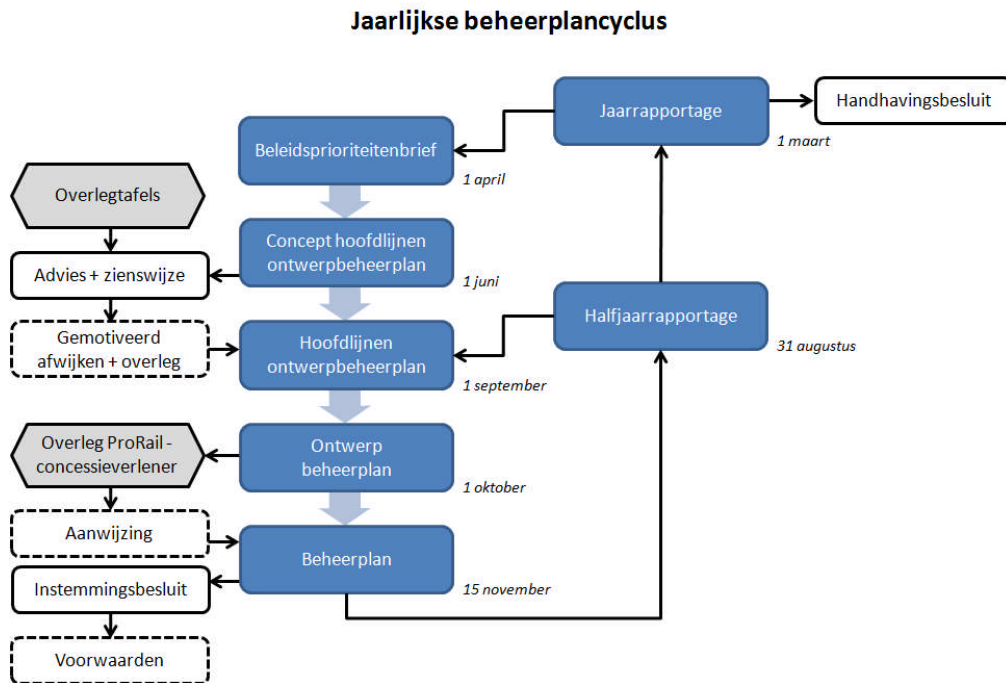 Jaarlijkse beheerplancyclus
Jaarrapportage
1 maart
Handhavingsbesluit
Beleidsprioriteitenbrief
1 april
Overlegtafels
Concept hoofdlijnen
ontwerpbeheerplan
1 juni
Advies + zienswijze
Halfjaarrapportage
31 augustus
Gemotiveerd
afwijken + overleg
Hoofdlijnen
ontwerpbeheerplan
1 september
Overleg ProRail -
concessieverlener
Ontwerp
beheerplan
1 oktober
Aanwijzing
Beheerplan
15 november
Instemmingsbesluit
Voorwaarden